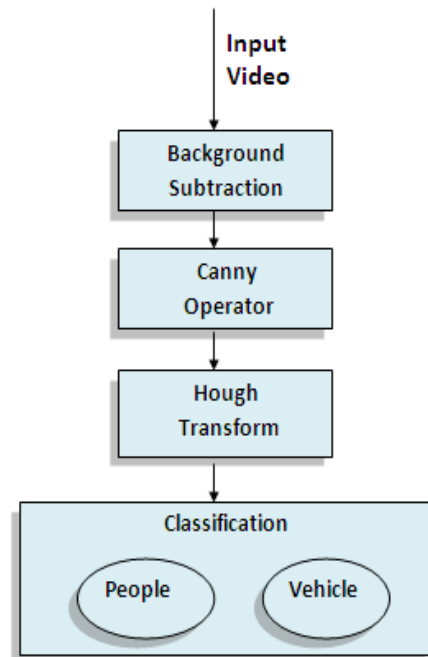 Input
Video
Background
Subtraction
Canny
Operator
Hough
Transform
Classification
People
Vehicle